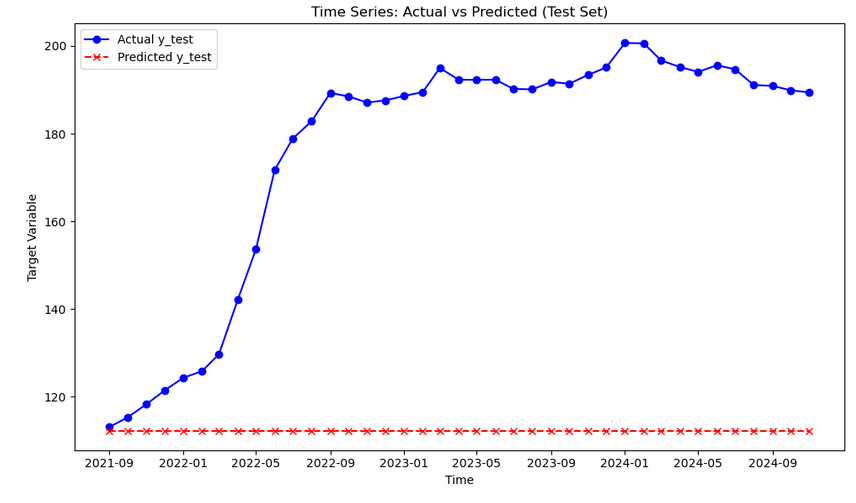 Time Series: Actual vs Predicted (Test Set)
Actual y_test
Predicted y_test
Target Variable
200
180
160
140
120
2021-09 2022-01 2022-05 2022-09 2023-01 2023-05 2023-09 2024-01 2024-05 2024-09
Time